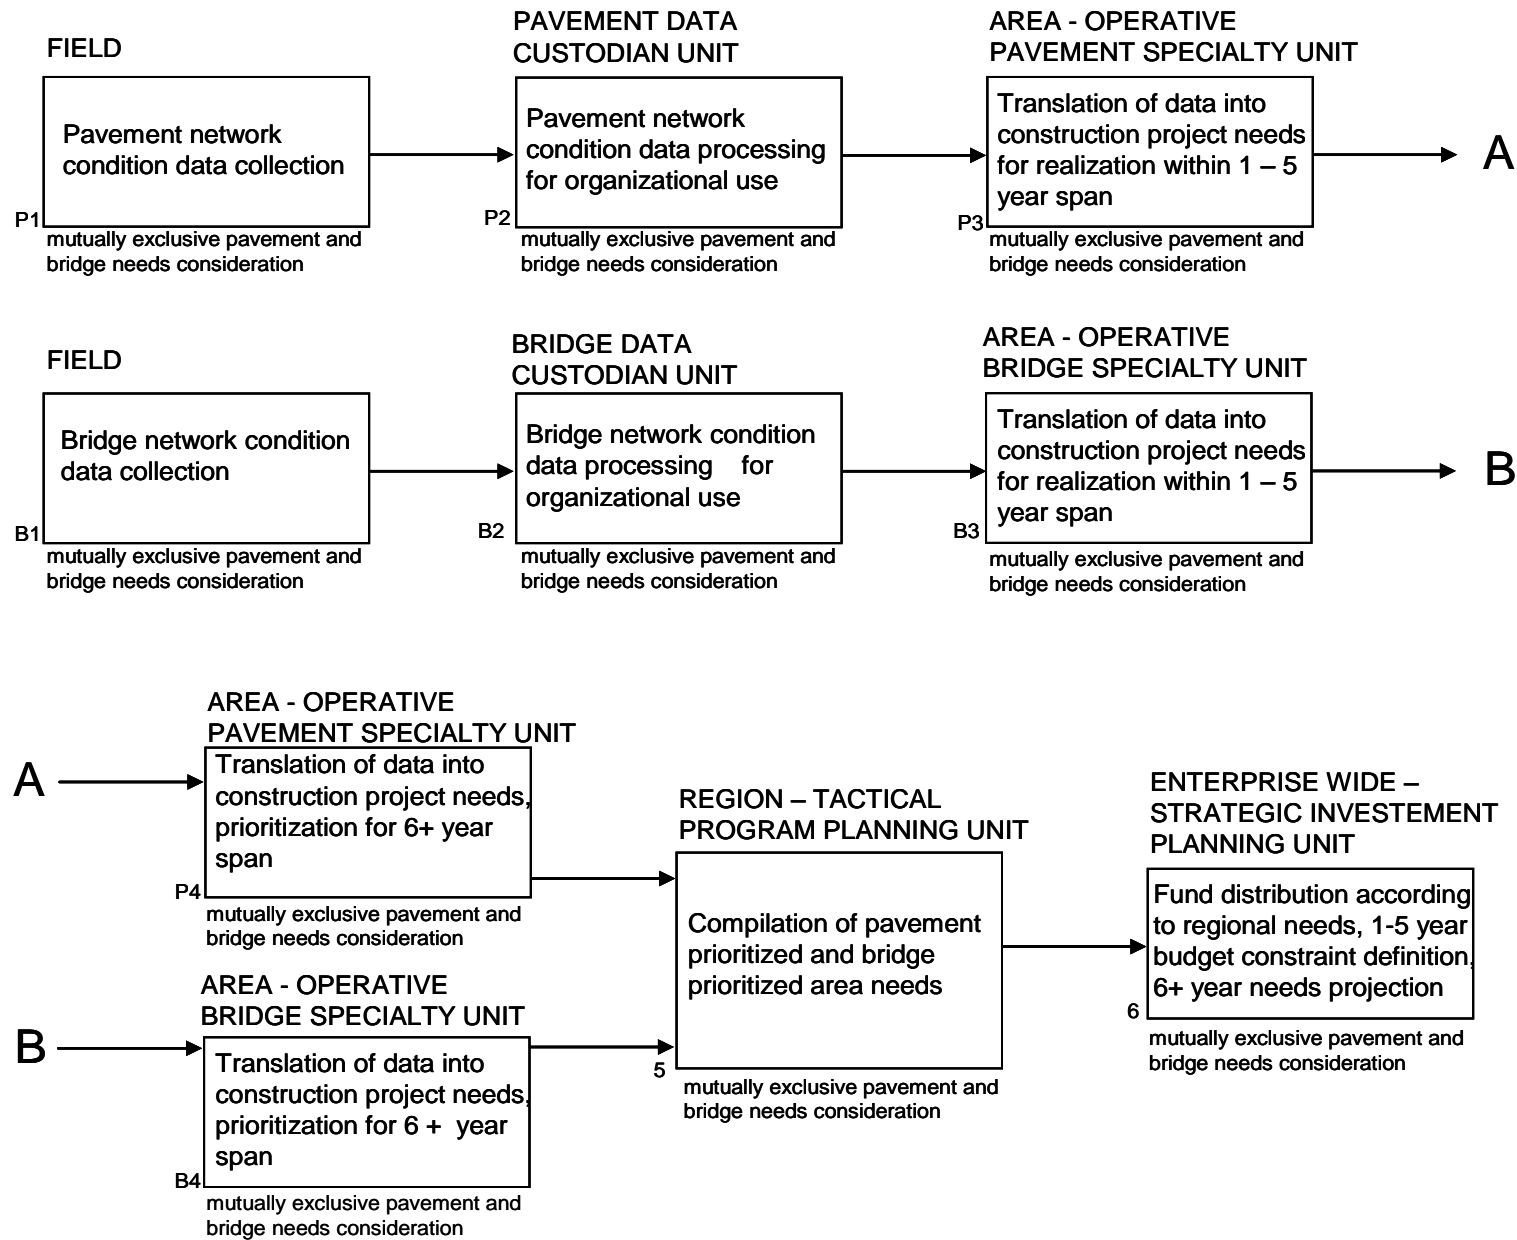 FIELD
Pavement network
condition data collection
P1
mutually exclusive pavement and
bridge needs consideration
PAVEMENT DATA
CUSTODIAN UNIT
Pavement network
condition data processing
for organizational use
P2
mutually exclusive pavement and
bridge needs consideration
AREA - OPERATIVE
PAVEMENT SPECIALTY UNIT
Translation of data into
construction project needs
for realization within 1 – 5
year span
P3
mutually exclusive pavement and
bridge needs consideration
A
FIELD
Bridge network condition
data collection
B1
mutually exclusive pavement and
bridge needs consideration
BRIDGE DATA
CUSTODIAN UNIT
Bridge network condition
data processing for
organizational use
B2
mutually exclusive pavement and
bridge needs consideration
AREA - OPERATIVE
BRIDGE SPECIALTY UNIT
Translation of data into
construction project needs
for realization within 1 – 5
year span
B3
mutually exclusive pavement and
bridge needs consideration
B
A
AREA - OPERATIVE
PAVEMENT SPECIALTY UNIT
Translation of data into
construction project needs,
prioritization for 6+ year
span
P4
mutually exclusive pavement and
bridge needs consideration
B
AREA - OPERATIVE
BRIDGE SPECIALTY UNIT
Translation of data into
construction project needs,
prioritization for 6 + year
span
B4
mutually exclusive pavement and
bridge needs consideration
REGION – TACTICAL
PROGRAM PLANNING UNIT
Compilation of pavement
prioritized and bridge
prioritized area needs
5
mutually exclusive pavement and
bridge needs consideration
ENTERPRISE WIDE –
STRATEGIC INVESTEMENT
PLANNING UNIT
Fund distribution according
to regional needs, 1-5 year
budget constraint definition,
6+ year needs projection
6
mutually exclusive pavement and
bridge needs consideration